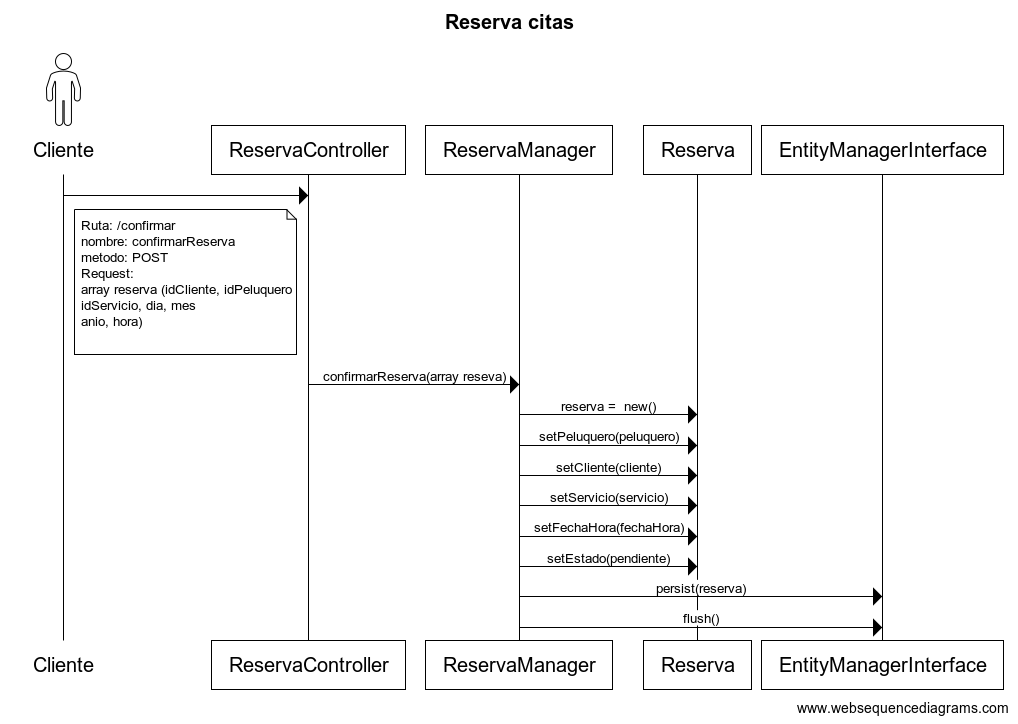 Reserva citas
Cliente
ReservaController
ReservaManager
Reserva
EntityManagerInterface
Ruta: /confirmar
nombre: confirmarReserva
metodo: POST
Request:
array reserva (idCliente, idPeluquero
idServicio, dia, mes
anio, hora)
confirmarReserva(array reseva)
reserva =  new()
setPeluquero(peluquero)
setCliente(cliente)
setServicio(servicio)
setFechaHora(fechaHora)
setEstado(pendiente)
persist(reserva)
flush()
Cliente
ReservaController
ReservaManager
Reserva
EntityManagerInterface
www.websequencediagrams.com